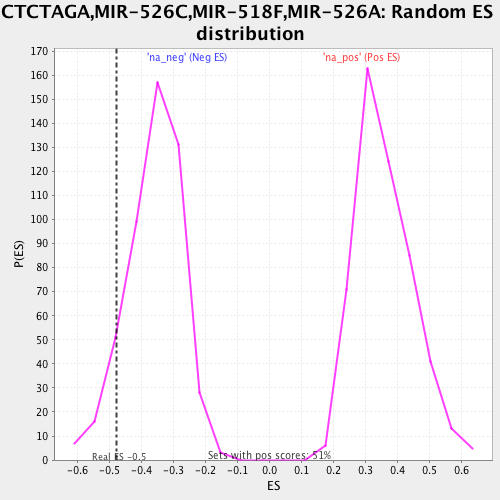 CTCTAGA,MIR-526C,MIR-518F,MIR-526A: Random ES
distribution
'na_neg' (Neg ES)
'na_pos' (Pos ES)
170
160
150
140
130
120
110
100
90
80
70
60
50
40
30
20
10
0
P(ES)
Real ES -0.5
Sets with pos scores: 51%
-0.6 -0.5 -0.4 -0.3 -0.2 -0.1 0.0 0.1 0.2 0.3 0.4 0.5 0.6
ES